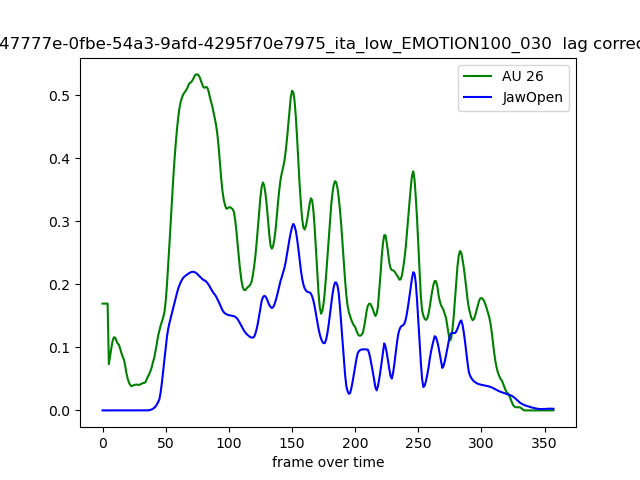 47777e-0fbe-54a3-9afd-4295f70e7975_ita_low_EMOTION100_030 lag correc
AU 26
JawOpen
0.5
0.4
0.3
0.2
0.1
0.0
0 50 100 150 200 250 300 350
frame over time